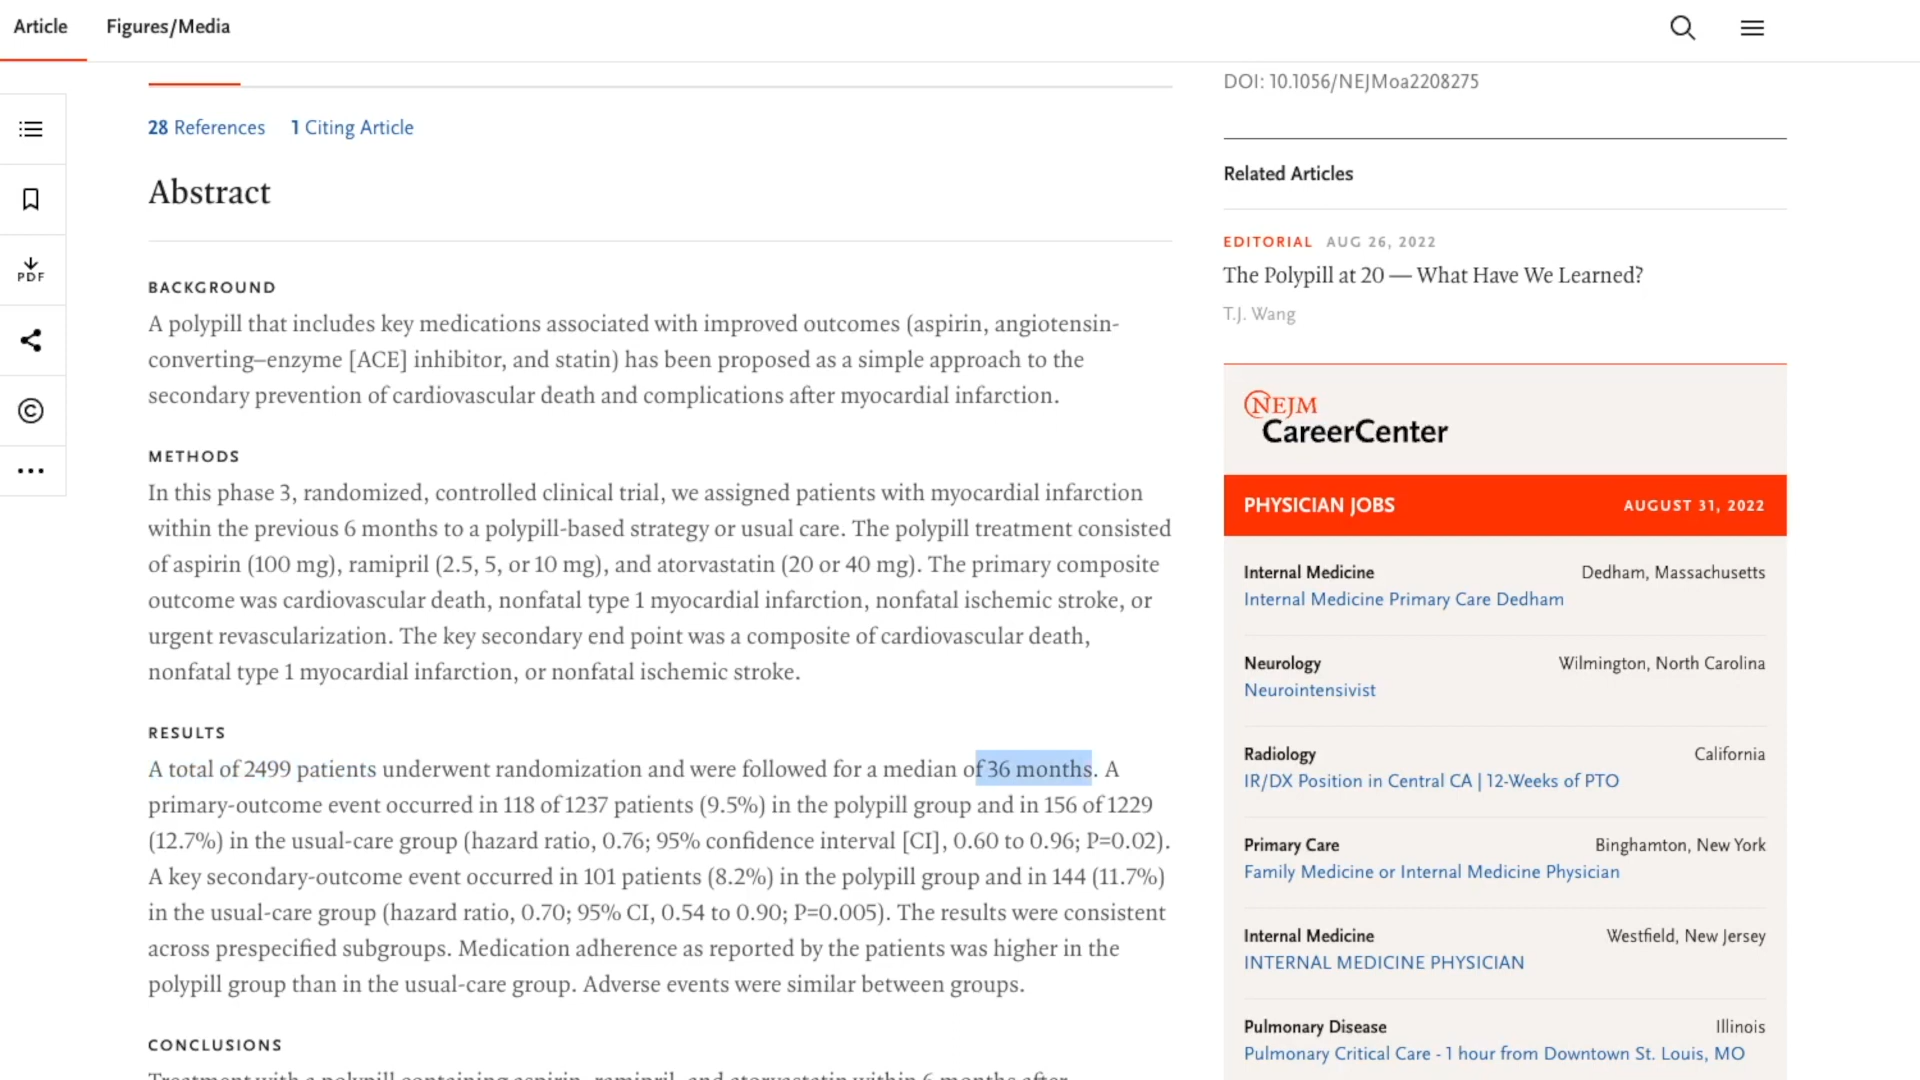 Article
Figures/Media
28 References 1 Citing Article
Abstract
BACKGROUND
A polypill that includes key medications associated with improved outcomes (aspirin, angiotensin-
converting–enzyme [ACE] inhibitor, and statin) has been proposed as a simple approach to the
secondary prevention of cardiovascular death and complications after myocardial infarction.
METHODS
In this phase 3, randomized, controlled clinical trial, we assigned patients with myocardial infarction
within the previous 6 months to a polypill-based strategy or usual care. The polypill treatment consisted
of aspirin (100 mg), ramipril (2.5, 5, or 10 mg), and atorvastatin (20 or 40 mg). The primary composite
outcome was cardiovascular death, nonfatal type 1 myocardial infarction, nonfatal ischemic stroke, or
urgent revascularization. The key secondary end point was a composite of cardiovascular death,
nonfatal type 1 myocardial infarction, or nonfatal ischemic stroke.
RESULTS
A total of 2499 patients underwent randomization and were followed for a median of 36 months. A
primary-outcome event occurred in 118 of 1237 patients (9.5%) in the polypill group and in 156 of 1229
(12.7%) in the usual-care group (hazard ratio, 0.76; 95% confidence interval [CI], 0.60 to 0.96; P=0.02).
A key secondary-outcome event occurred in 101 patients (8.2%) in the polypill group and in 144 (11.7%)
in the usual-care group (hazard ratio, 0.70; 95% CI, 0.54 to 0.90; P=0.005). The results were consistent
across prespecified subgroups. Medication adherence as reported by the patients was higher in the
polypill group than in the usual-care group. Adverse events were similar between groups.
CONCLUSIONS
Treatment with a polypill containing aspirin, ramipril, and atorvastatin within 6 months after
PDF
©
DOI: 10.1056/NEJMoa2208275
Related Articles
EDITORIAL AUG 26, 2022
The Polypill at 20 — What Have We Learned?
T.J. Wang
NEJM
CareerCenter
PHYSICIAN JOBS AUGUST 31, 2022
Internal Medicine Dedham, Massachusetts
Internal Medicine Primary Care Dedham
Neurology Wilmington, North Carolina
Neurointensivist
Radiology California
IR/DX Position in Central CA | 12-Weeks of PTO
Primary Care Binghamton, New York
Family Medicine or Internal Medicine Physician
Internal Medicine Westfield, New Jersey
INTERNAL MEDICINE PHYSICIAN
Pulmonary Disease Illinois
Pulmonary Critical Care - 1 hour from Downtown St. Louis, MO